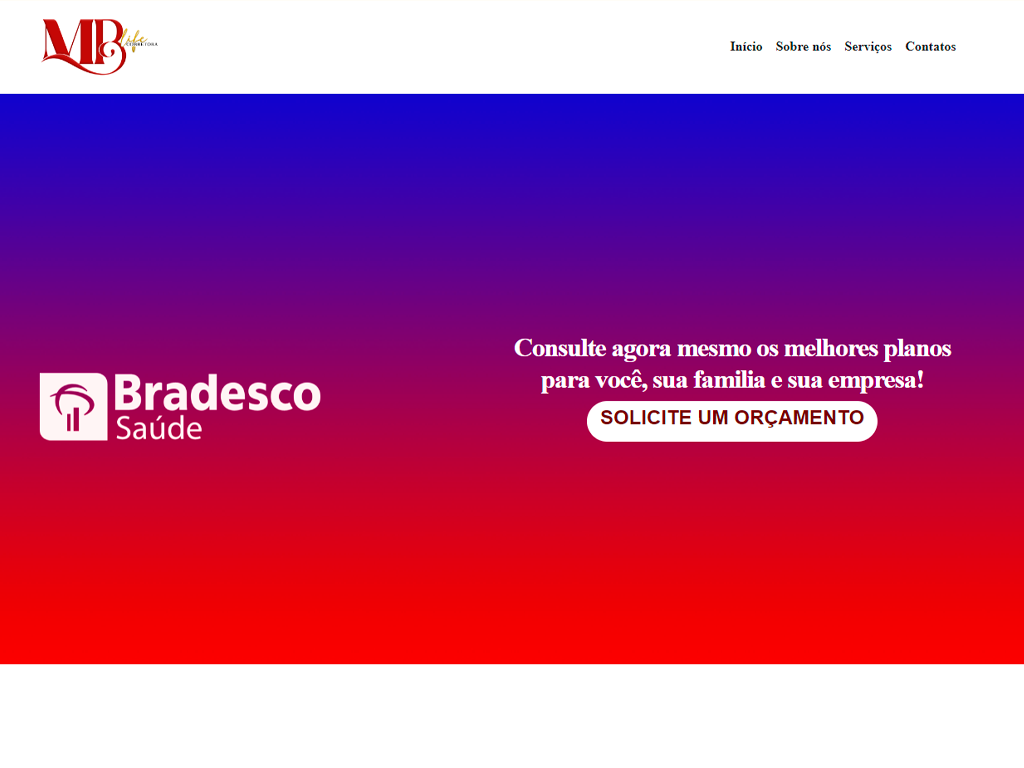 MB life
CORRETORA
Início Sobre nós Serviços Contatos
Consulte agora mesmo os melhores planos
para você, sua familia e sua empresa!
SOLICITE UM ORÇAMENTO
Bradesco
Saúde